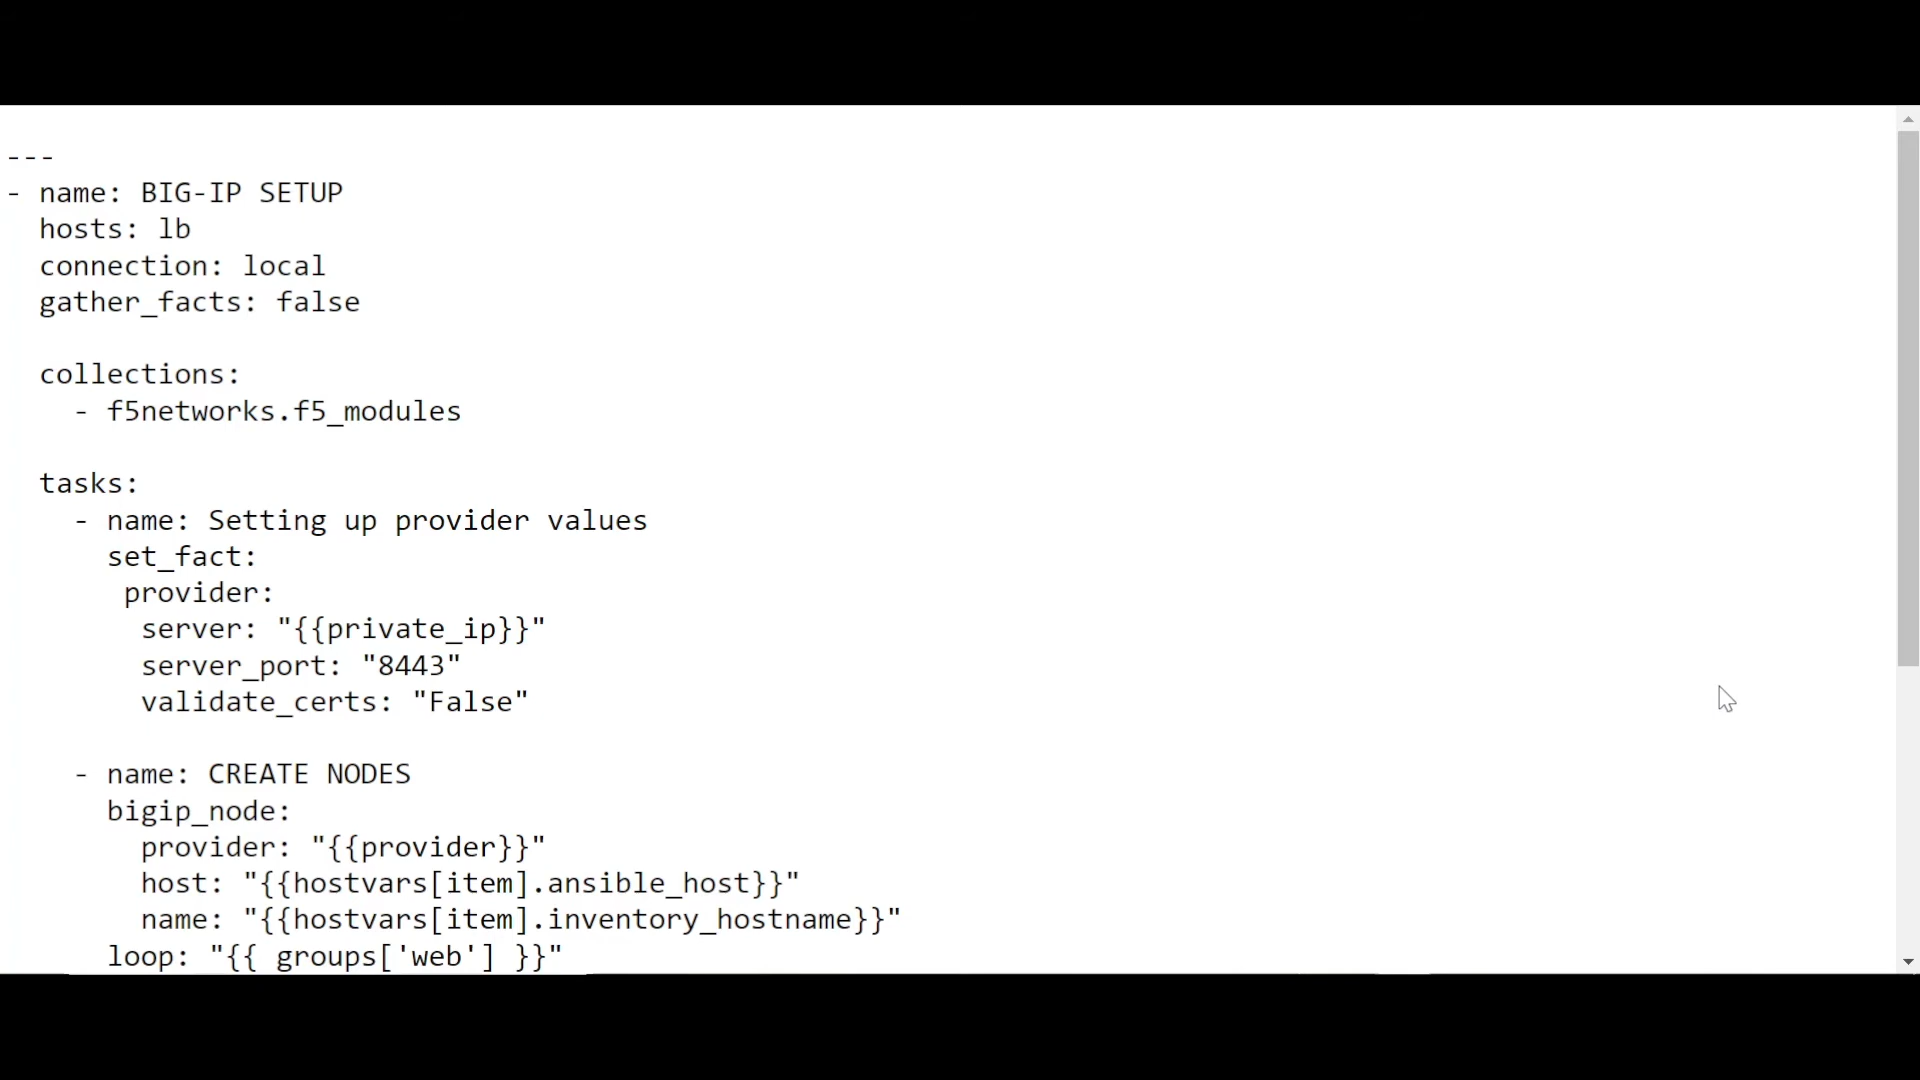 ---
- name: BIG-IP SETUP
  hosts: lb
  connection: local
  gather_facts: false

  collections:
    - f5networks.f5_modules

  tasks:
    - name: Setting up provider values
      set_fact:
       provider:
        server: "{{private_ip}}"
        server_port: "8443"
        validate_certs: "False"

    - name: CREATE NODES
      bigip_node:
        provider: "{{provider}}"
        host: "{{hostvars[item].ansible_host}}"
        name: "{{hostvars[item].inventory_hostname}}"
      loop: "{{ groups['web'] }}"